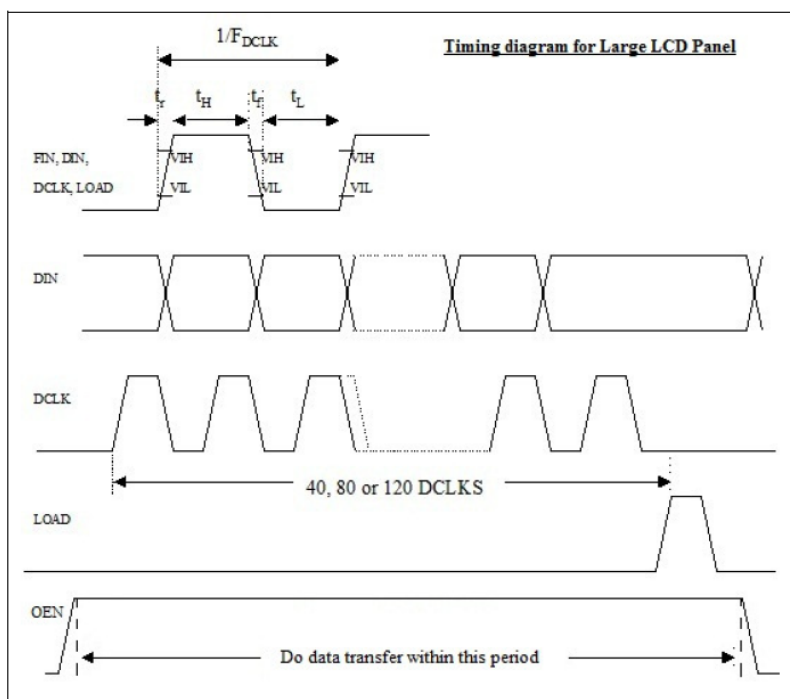 1/FDCLK
Timing diagram for Large LCD Panel
tr tH tf tL
FIN, DIN, VIH VIH VIH
DCLK, LOAD VIL VIL VIL
DIN
DCLK
40, 80 or 120 DCLKS
LOAD
OEN
Do data transfer within this period